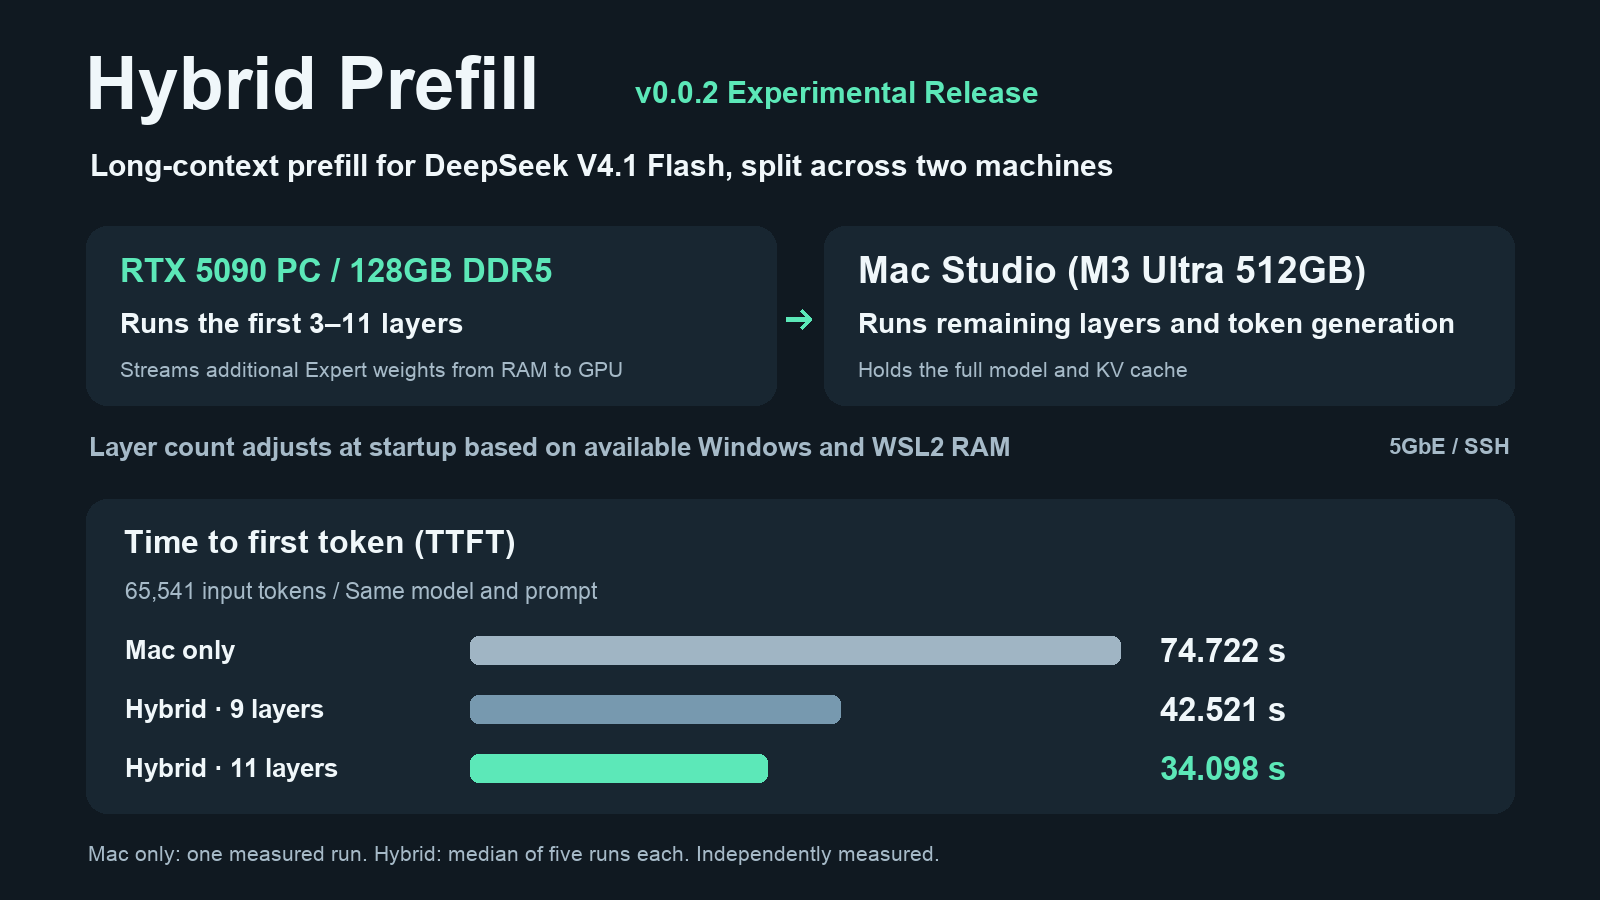 Hybrid Prefill
v0.0.2 Experimental Release
Long-context prefill for DeepSeek V4.1 Flash, split across two machines
RTX 5090 PC / 128GB DDR5
Runs the first 3–11 layers
Streams additional Expert weights from RAM to GPU
→
Mac Studio (M3 Ultra 512GB)
Runs remaining layers and token generation
Holds the full model and KV cache
Layer count adjusts at startup based on available Windows and WSL2 RAM
5GbE / SSH
Time to first token (TTFT)
65,541 input tokens / Same model and prompt
Mac only 74.722 s
Hybrid · 9 layers 42.521 s
Hybrid · 11 layers 34.098 s
Mac only: one measured run. Hybrid: median of five runs each. Independently measured.